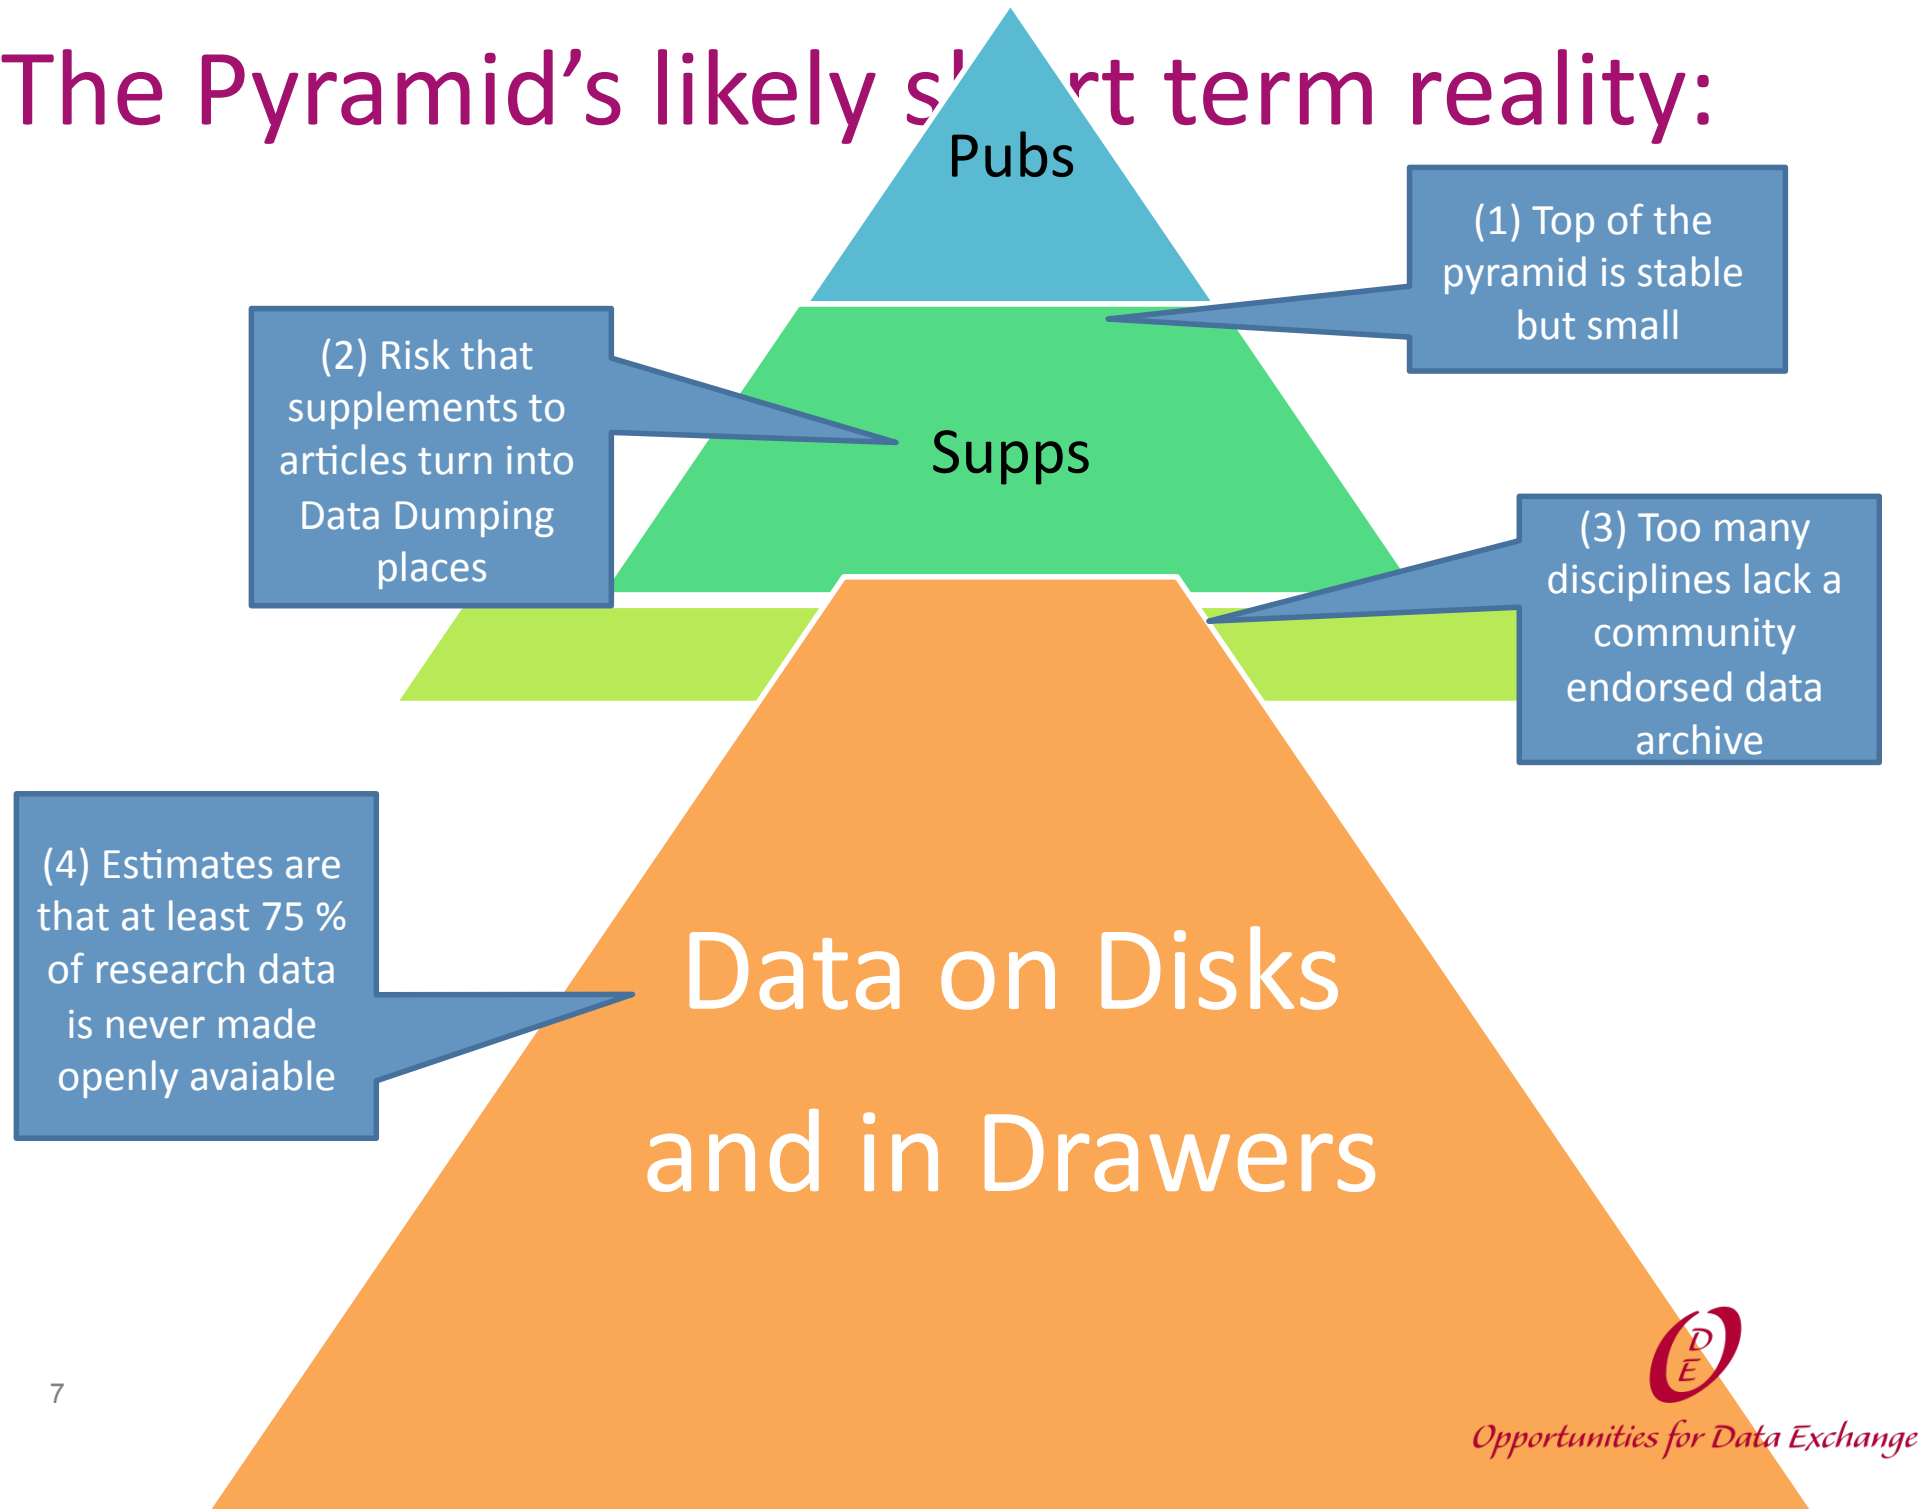 The Pyramid's likely sh rt term reality:
Pubs
(1) Top of the
pyramid is stable
but small
(2) Risk that
supplements to
articles turn into
Data Dumping
places
Supps
(3) Too many
disciplines lack a
community
endorsed data
archive
(4) Estimates are
that at least 75 %
of research data
is never made
openly avaiable
Data on Disks
and in Drawers
D
E
Opportunities for Data Exchange
7